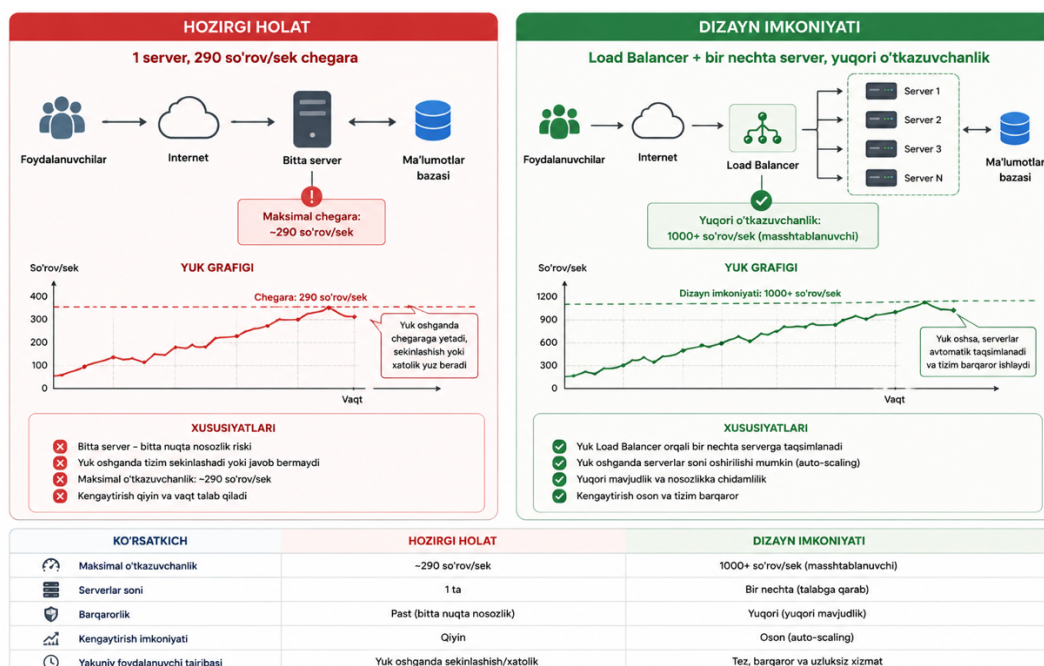 HOZIRGI HOLAT
1 server, 290 so'rov/sek chegara
Foydalanuvchilar
Internet
Bitta server
Ma'lumotlar
bazasi
Maksimal chegara:
~290 so'rov/sek
So'rov/sek
YUK GRAFIGI
400
300
200
100
0
Chegara: 290 so'rov/sek
Yuk oshganda
chegaraga yetadi,
sekinlashish yoki
xatolik yuz beradi
Vaqt
XUSUSIYATLARI
Bitta server – bitta nuqta nosozlik riski
Yuk oshganda tizim sekinlashadi yoki javob bermaydi
Maksimal o'tkazuvchanlik: ~290 so'rov/sek
Kengaytirish qiyin va vaqt talab qiladi
DIZAYN IMKONIYATI
Load Balancer + bir nechta server, yuqori o'tkazuvchanlik
Foydalanuvchilar
Internet
Load Balancer
Server 1
Server 2
Server 3
Server N
Ma'lumotlar
bazasi
Yuqori o'tkazuvchanlik:
1000+ so'rov/sek (masshtablanuvchi)
So'rov/sek
YUK GRAFIGI
1200
900
600
300
0
Dizayn imkoniyati: 1000+ so'rov/sek
Yuk oshsa, serverlar
avtomatik taqsimlanadi
va tizim barqaror ishlaydi
Vaqt
XUSUSIYATLARI
Yuk Load Balancer orqali bir nechta serverga taqsimlanadi
Yuk oshganda serverlar soni oshirilishi mumkin (auto-scaling)
Yuqori mavjudlik va nosozlikka chidamlilik
Kengaytirish oson va tizim barqaror
KO'RSATKICH HOZIRGI HOLAT DIZAYN IMKONIYATI
Maksimal o'tkazuvchanlik ~290 so'rov/sek 1000+ so'rov/sek (masshtablanuvchi)
Serverlar soni 1 ta Bir nechta (talabga qarab)
Barqarorlik Past (bitta nuqta nosozlik) Yuqori (yuqori mavjudlik)
Kengaytirish imkoniyati Qiyin Oson (auto-scaling)
Yakuniy foydalanuvchi tajribasi Yuk oshganda sekinlashish/xatolik Tez, barqaror va uzluksiz xizmat